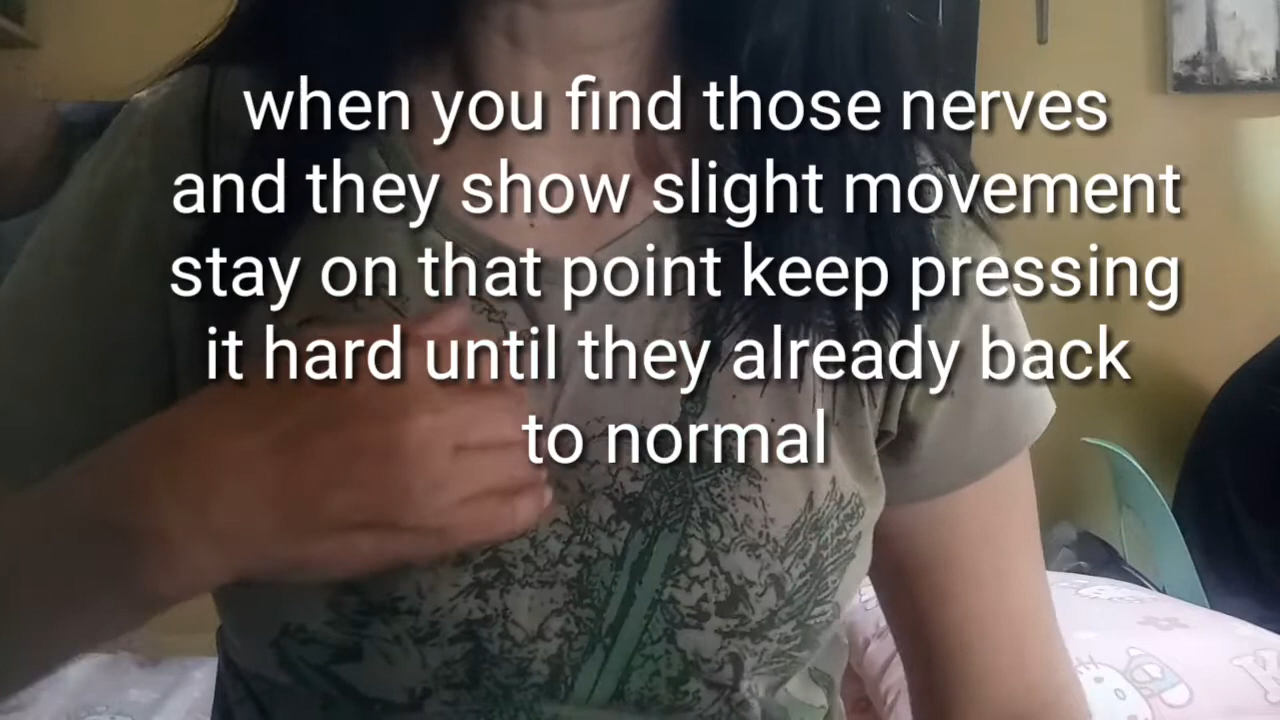 when you find those nerves
and they show slight movement
stay on that point keep pressing
it hard until they already back
to normal